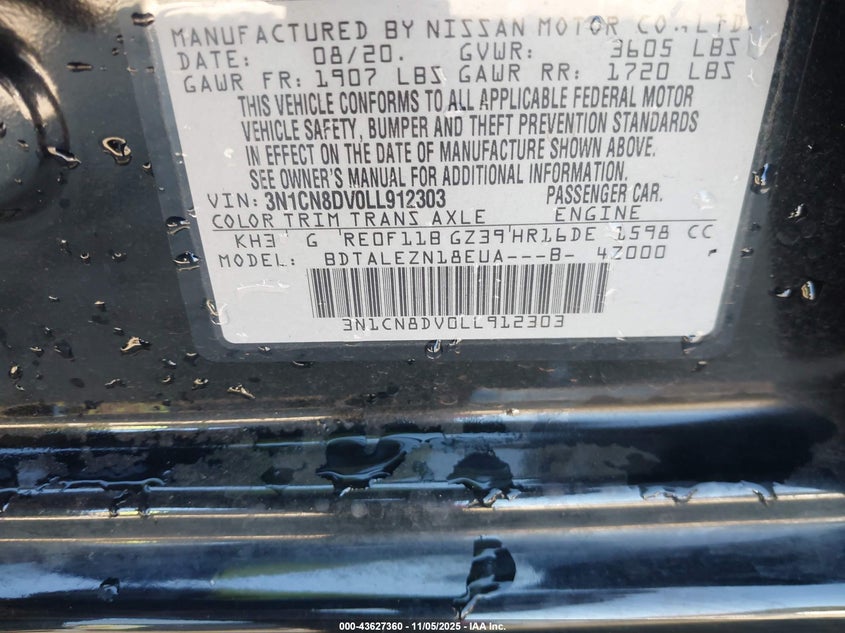 MANUFACTURED BY NISSAN MOTOR CO., LTD.
DATE: 08/20. GVWR: 3605 LBS
GAWR FR: 1907 LBS GAWR RR: 1720 LBS
THIS VEHICLE CONFORMS TO ALL APPLICABLE FEDERAL MOTOR
VEHICLE SAFETY, BUMPER AND THEFT PREVENTION STANDARDS
IN EFFECT ON THE DATE OF MANUFACTURE SHOWN ABOVE.
SEE OWNER'S MANUAL FOR ADDITIONAL INFORMATION.
VIN: 3N1CN8DV0LL912303 PASSENGER CAR.
COLOR TRIM TRANS AXLE ENGINE
KH3 G RE0F11B GZ39 HR16DE 1598 CC
MODEL: BDTALEZN18EUA---B- 4Z000
3N1CN8DV0LL912303
000-43627360 - 11/05/2025 - IAA Inc.